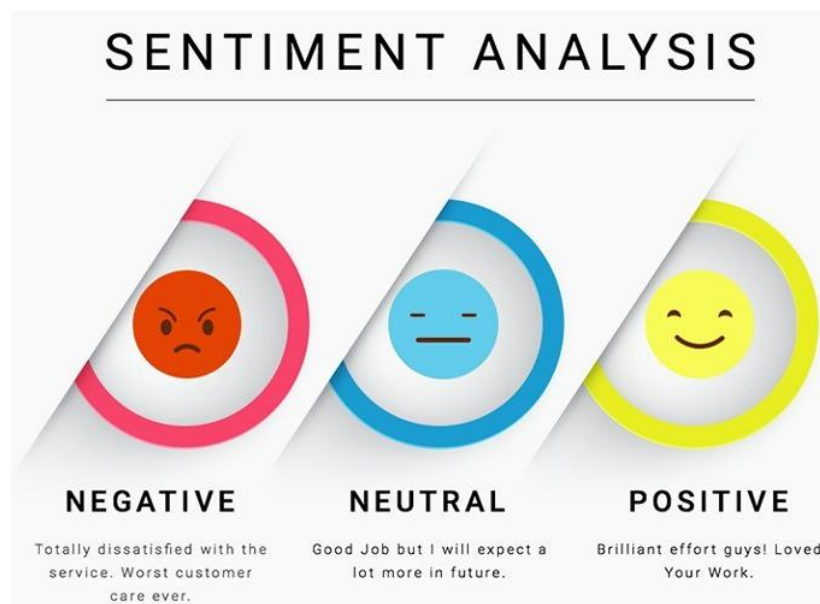 SENTIMENT ANALYSIS
NEGATIVE
Totally dissatisfied with the
service. Worst customer
care ever.
NEUTRAL
Good Job but I will expect a
lot more in future.
POSITIVE
Brilliant effort guys! Loved
Your Work.